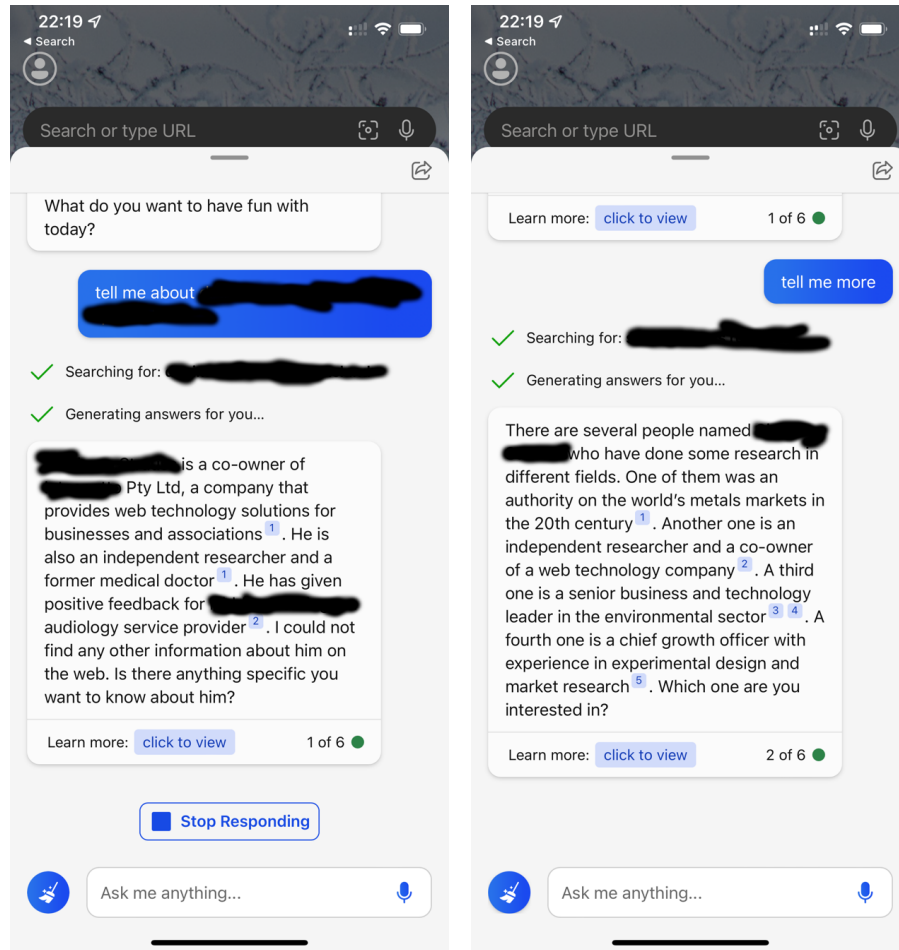 22:19
Search
Search or type URL
What do you want to have fun with
today?
tell me about
Searching for:
Generating answers for you...
is a co-owner of
Pty Ltd, a company that
provides web technology solutions for
businesses and associations 1 . He is
also an independent researcher and a
former medical doctor 1 . He has given
positive feedback for
audiology service provider 2 . I could not
find any other information about him on
the web. Is there anything specific you
want to know about him?
Learn more: click to view 1 of 6
Stop Responding
Ask me anything...
22:19
Search
Search or type URL
Learn more: click to view 1 of 6
tell me more
Searching for:
Generating answers for you...
There are several people named
who have done some research in
different fields. One of them was an
authority on the world's metals markets in
the 20th century 1 . Another one is an
independent researcher and a co-owner
of a web technology company 2 . A third
one is a senior business and technology
leader in the environmental sector 3 4 . A
fourth one is a chief growth officer with
experience in experimental design and
market research 5 . Which one are you
interested in?
Learn more: click to view 2 of 6
Ask me anything...